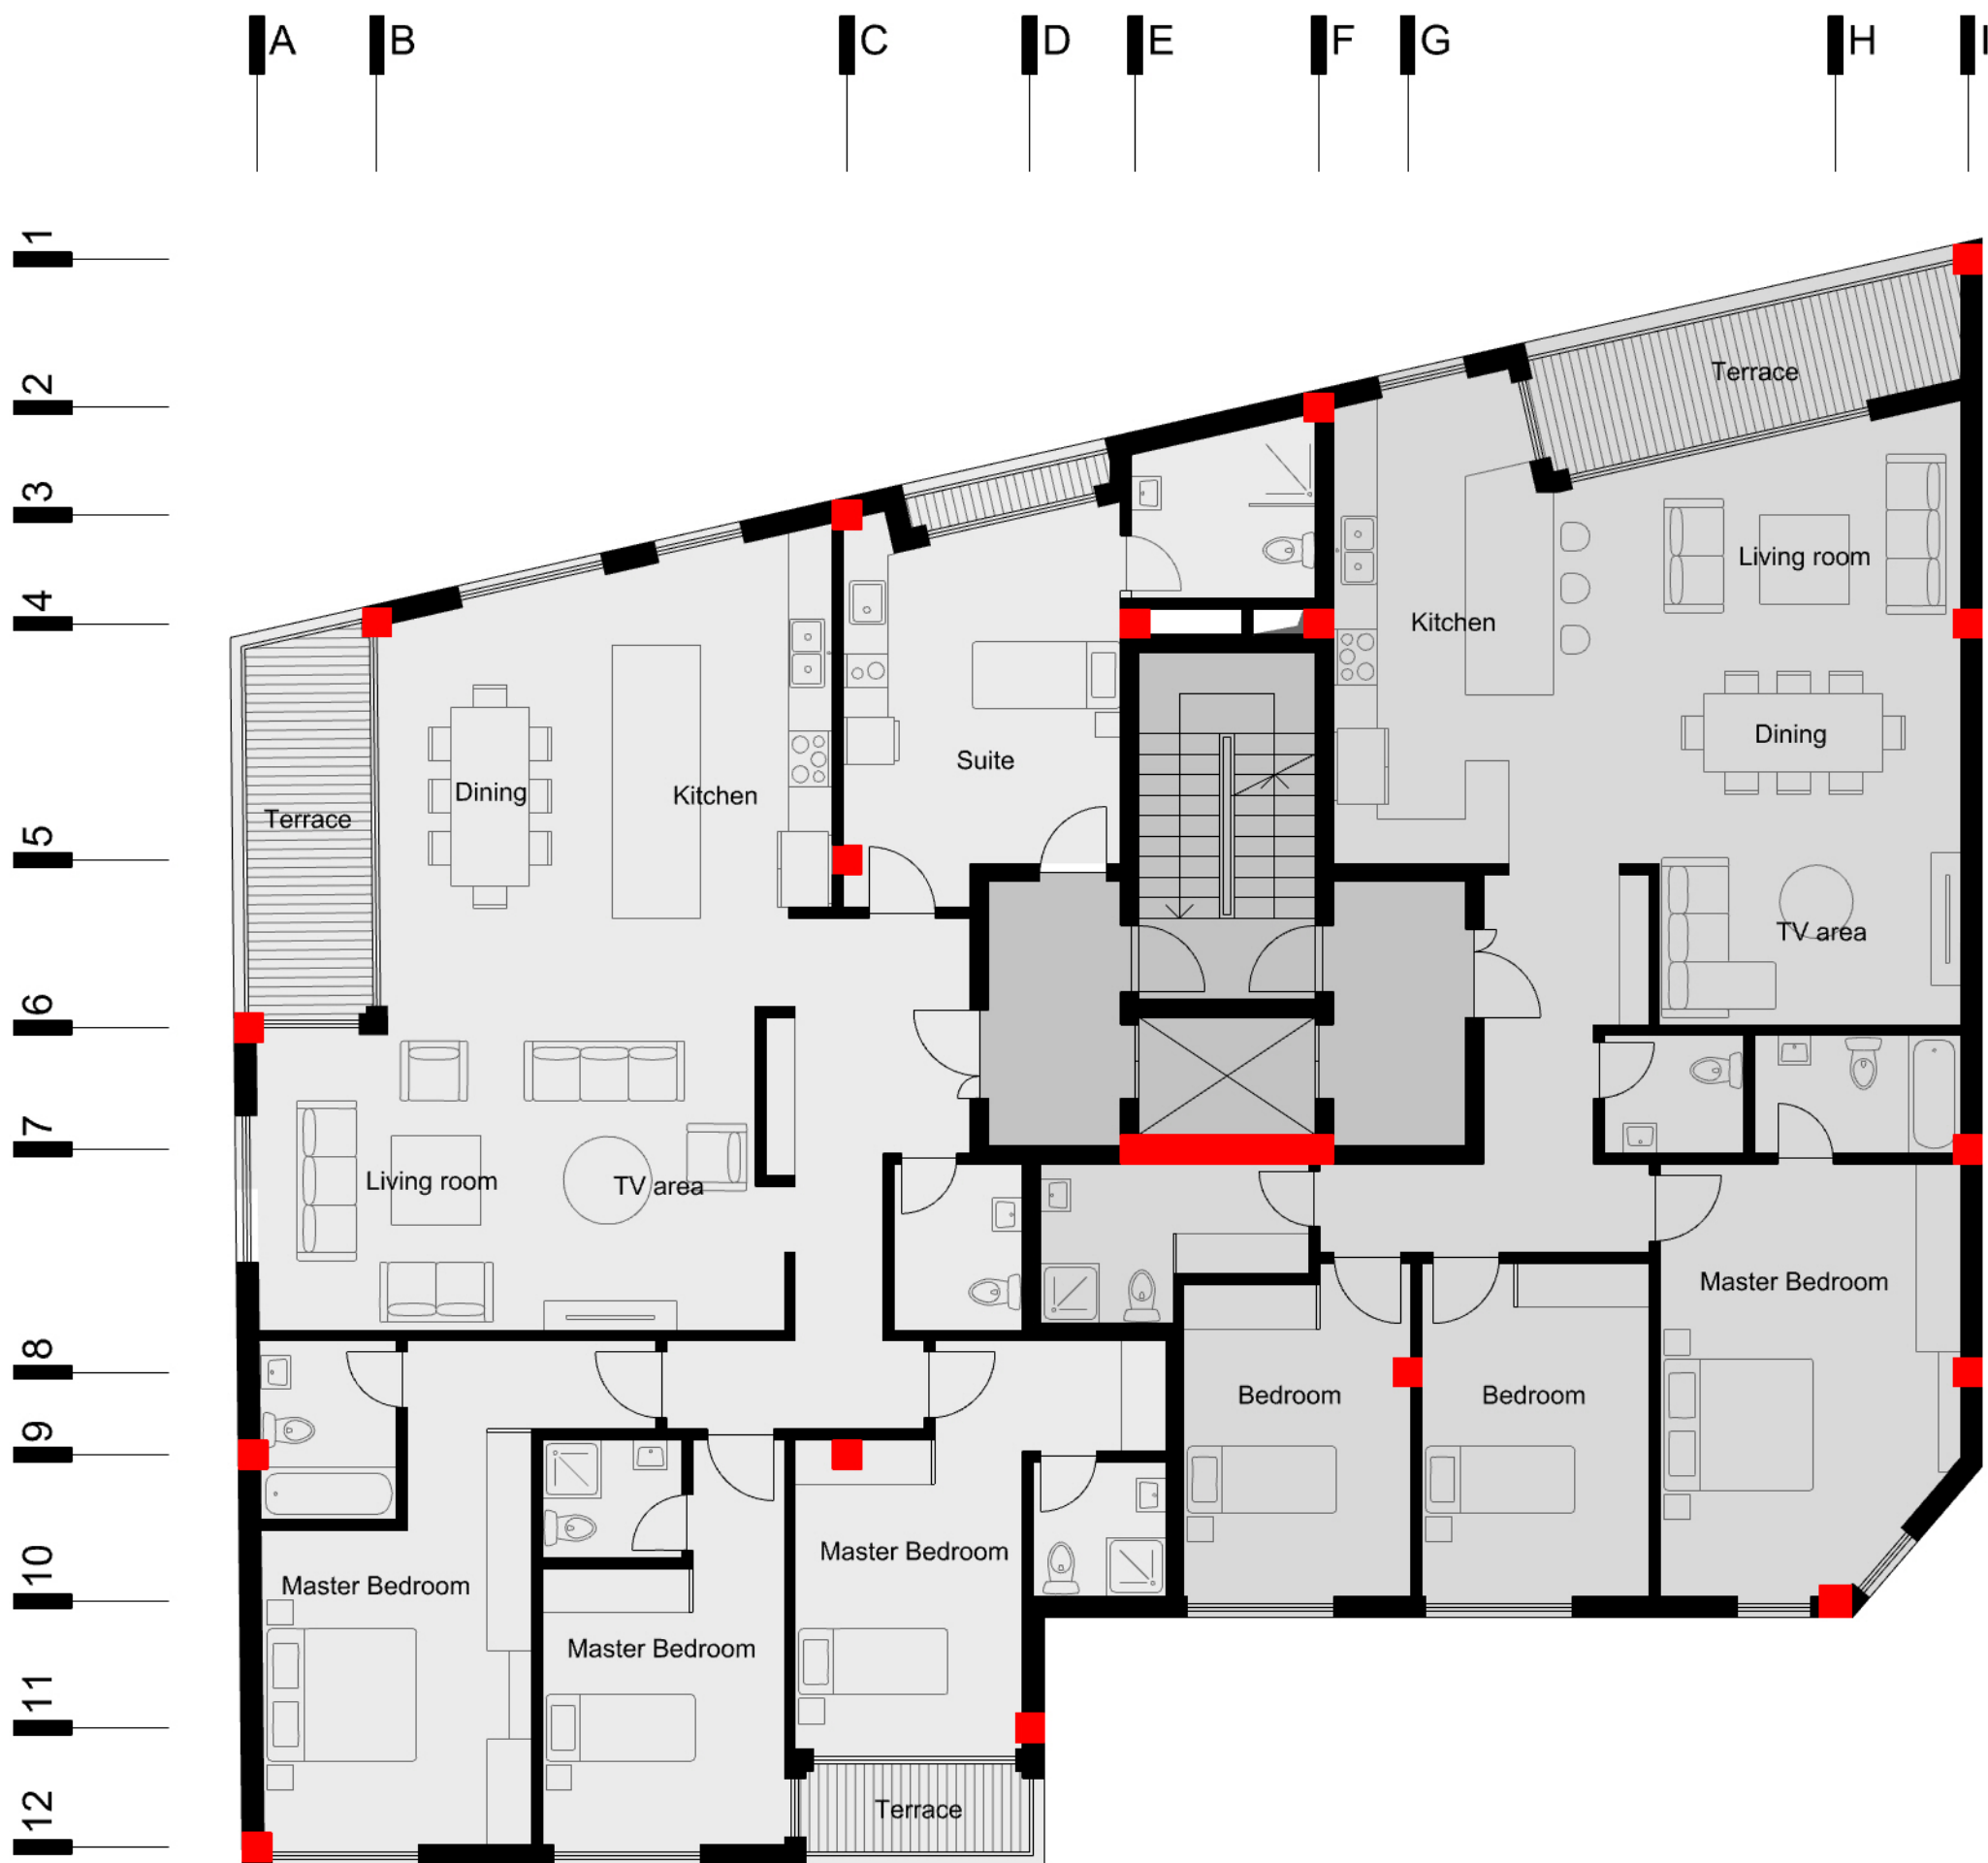 A
B
C
D
E
F
G
H
I
1
2
3
4
5
6
7
8
9
10
11
12
Terrace
Living room
Kitchen
Dining
Suite
Dining
Kitchen
Terrace
TV area
Living room
TV area
Master Bedroom
Bedroom
Bedroom
Master Bedroom
Master Bedroom
Master Bedroom
Terrace